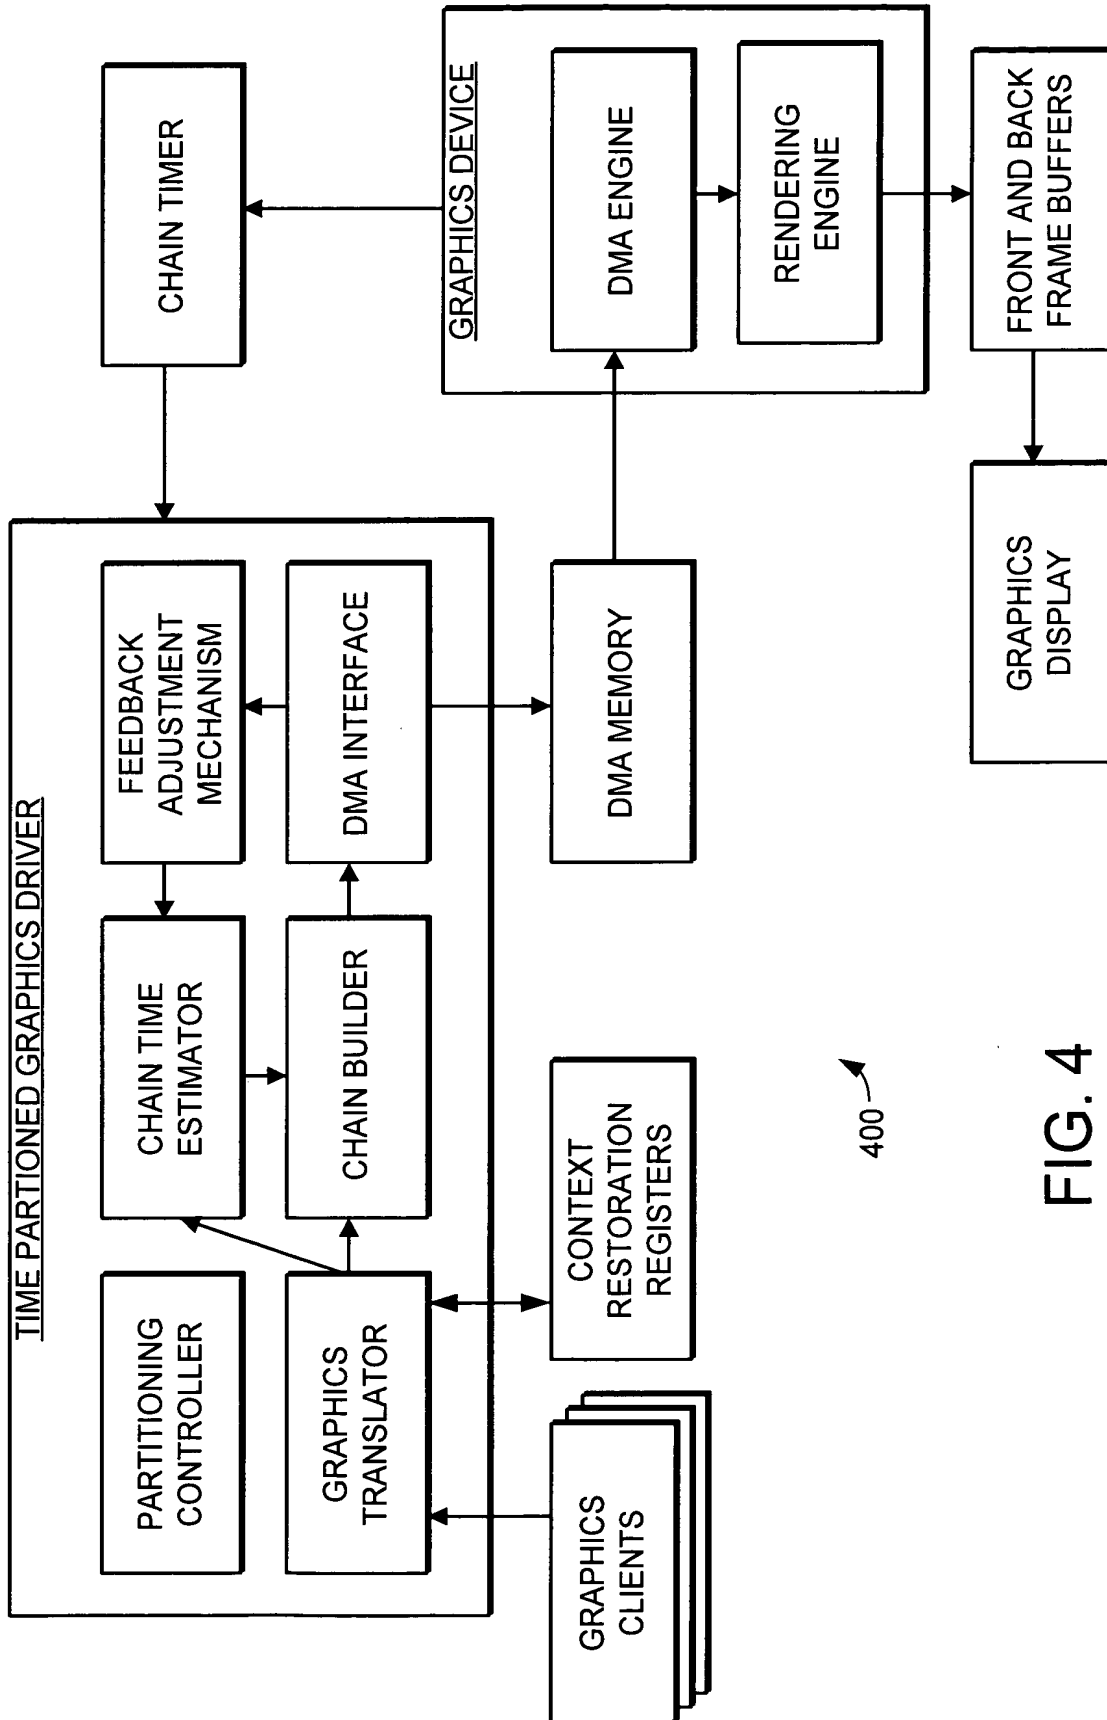 TIME PARTIONED GRAPHICS DRIVER
PARTITIONING
CONTROLLER
CHAIN TIME
ESTIMATOR
FEEDBACK
ADJUSTMENT
MECHANISM
CHAIN TIMER
GRAPHICS
TRANSLATOR
CHAIN BUILDER
DMA INTERFACE
GRAPHICS DEVICE
GRAPHICS
CLIENTS
CONTEXT
RESTORATION
REGISTERS
DMA MEMORY
DMA ENGINE
RENDERING
ENGINE
400
GRAPHICS
DISPLAY
FRONT AND BACK
FRAME BUFFERS
FIG. 4